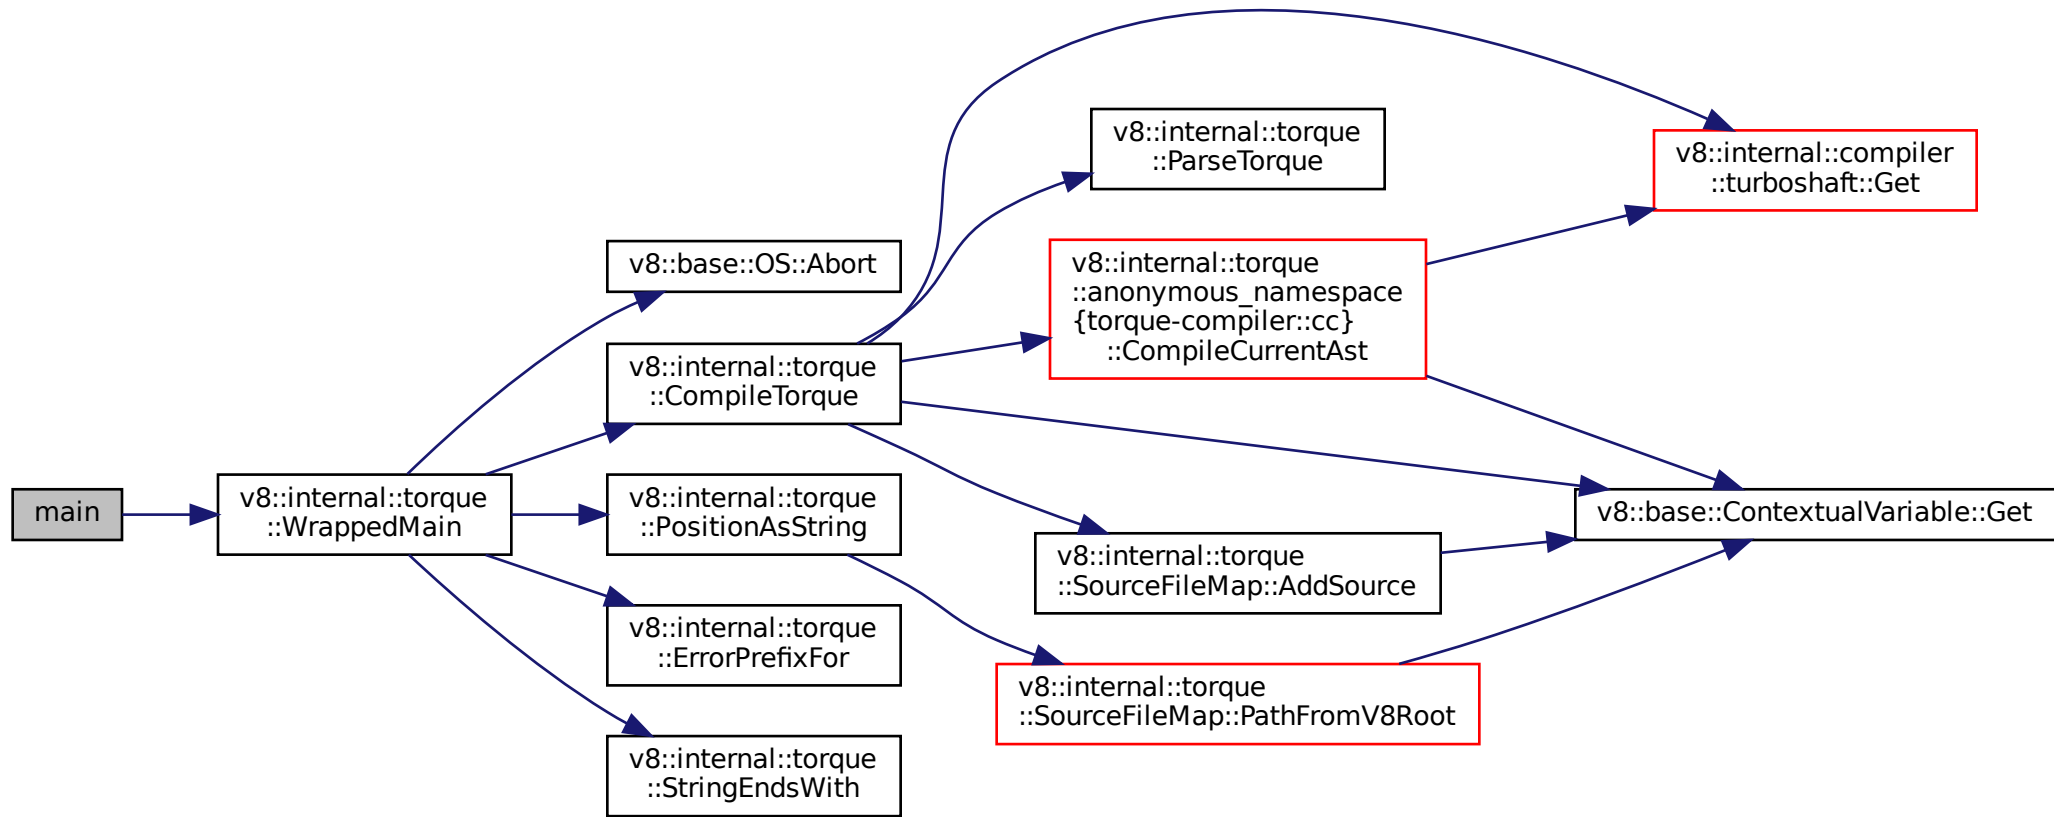 main
v8::internal::torque
::WrappedMain
v8::base::OS::Abort
v8::internal::torque
::CompileTorque
v8::internal::torque
::PositionAsString
v8::internal::torque
::ErrorPrefixFor
v8::internal::torque
::StringEndsWith
v8::internal::torque
::ParseTorque
v8::internal::torque
::anonymous_namespace
{torque-compiler::cc}
::CompileCurrentAst
v8::internal::torque
::SourceFileMap::AddSource
v8::internal::torque
::SourceFileMap::PathFromV8Root
v8::internal::compiler
::turboshaft::Get
v8::base::ContextualVariable::Get